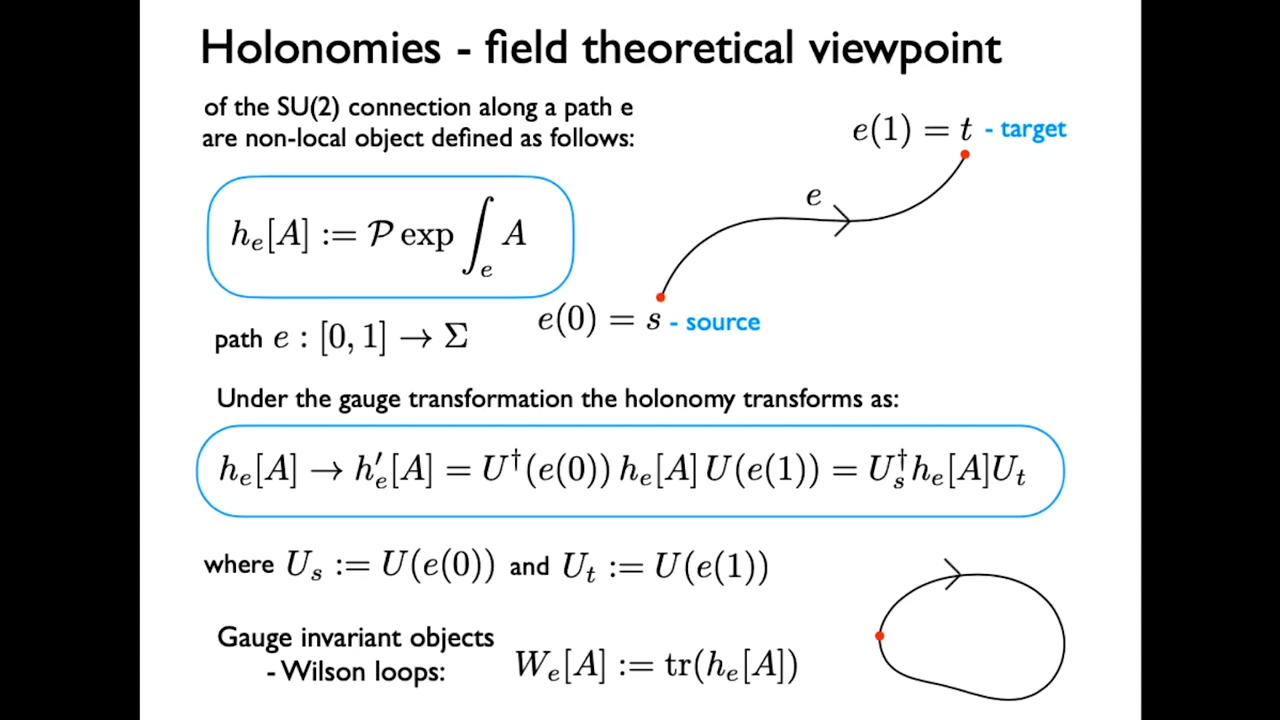 Holonomies - field theoretical viewpoint
of the SU(2) connection along a path e
are non-local object defined as follows:
e(1) = t - target
h_e[A] := 𝒫 exp ∫_e A
e
e(0) = s - source
path e : [0, 1] → Σ
Under the gauge transformation the holonomy transforms as:
h_e[A] → h′_e[A] = U†(e(0)) h_e[A] U(e(1)) = U_s† h_e[A]U_t
where U_s := U(e(0)) and U_t := U(e(1))
Gauge invariant objects
- Wilson loops: W_e[A] := tr(h_e[A])